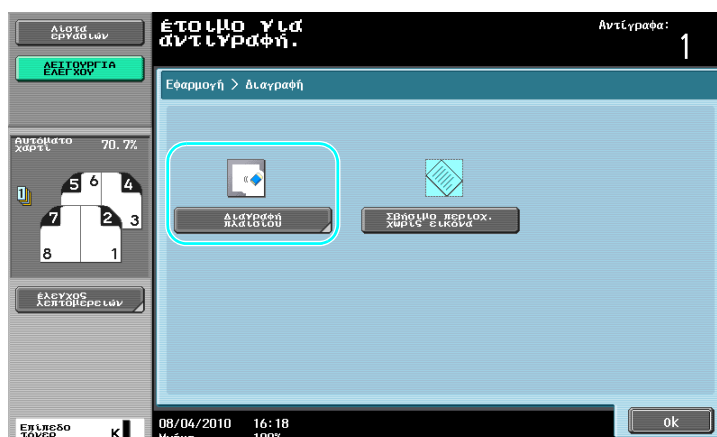 Λίστα
εργασιών
ΛΕΙΤΟΥΡΓΙΑ
ΕΛΕΓΧΟΥ
έτοιμο για
αντιγραφή.
Αντίγραφα:
1
Εφαρμογή > Διαγραφή
Αυτόματο
χαρτί
70.7%
1
5 6 4
7 2 3
8 1
Διαγραφή
πλαισίου
Σβήσιμο περιοχ.
χωρίς εικόνα
έλεγχος
λεπτομερειών
Επίπεδο
τόνερ
K
08/04/2010 16:18
Μνήμη 100%
ok